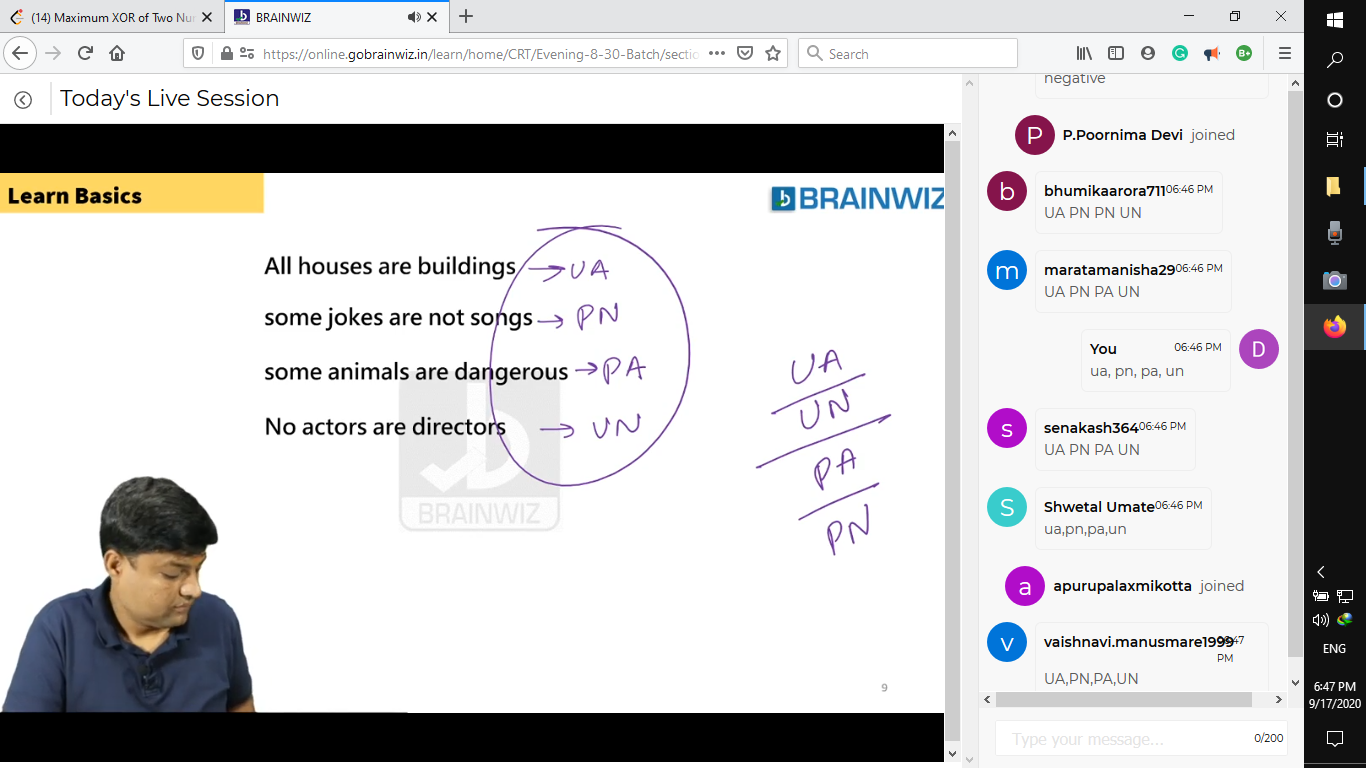 (14) Maximum XOR of Two Nu
BRAINWIZ
https://online.gobrainwiz.in/learn/home/CRT/Evening-8-30-Batch/sectio
Search
Today's Live Session
Learn Basics
BRAINWIZ
All houses are buildings → UA
some jokes are not songs → PN
some animals are dangerous → PA
No actors are directors → UN
UA
UN
PA
PN
BRAINWIZ
9
negative
P
P.Poornima Devi joined
b
bhumikaarora711 06:46 PM
UA PN PN UN
m
maratamanisha29 06:46 PM
UA PN PA UN
You 06:46 PM
D
ua, pn, pa, un
s
senakash364 06:46 PM
UA PN PA UN
S
Shwetal Umate 06:46 PM
ua,pn,pa,un
a
apurupalaxmikotta joined
v
vaishnavi.manusmare1999 06:47 PM
UA,PN,PA,UN
Type your message...
0/200
B+
ENG
6:47 PM
9/17/2020